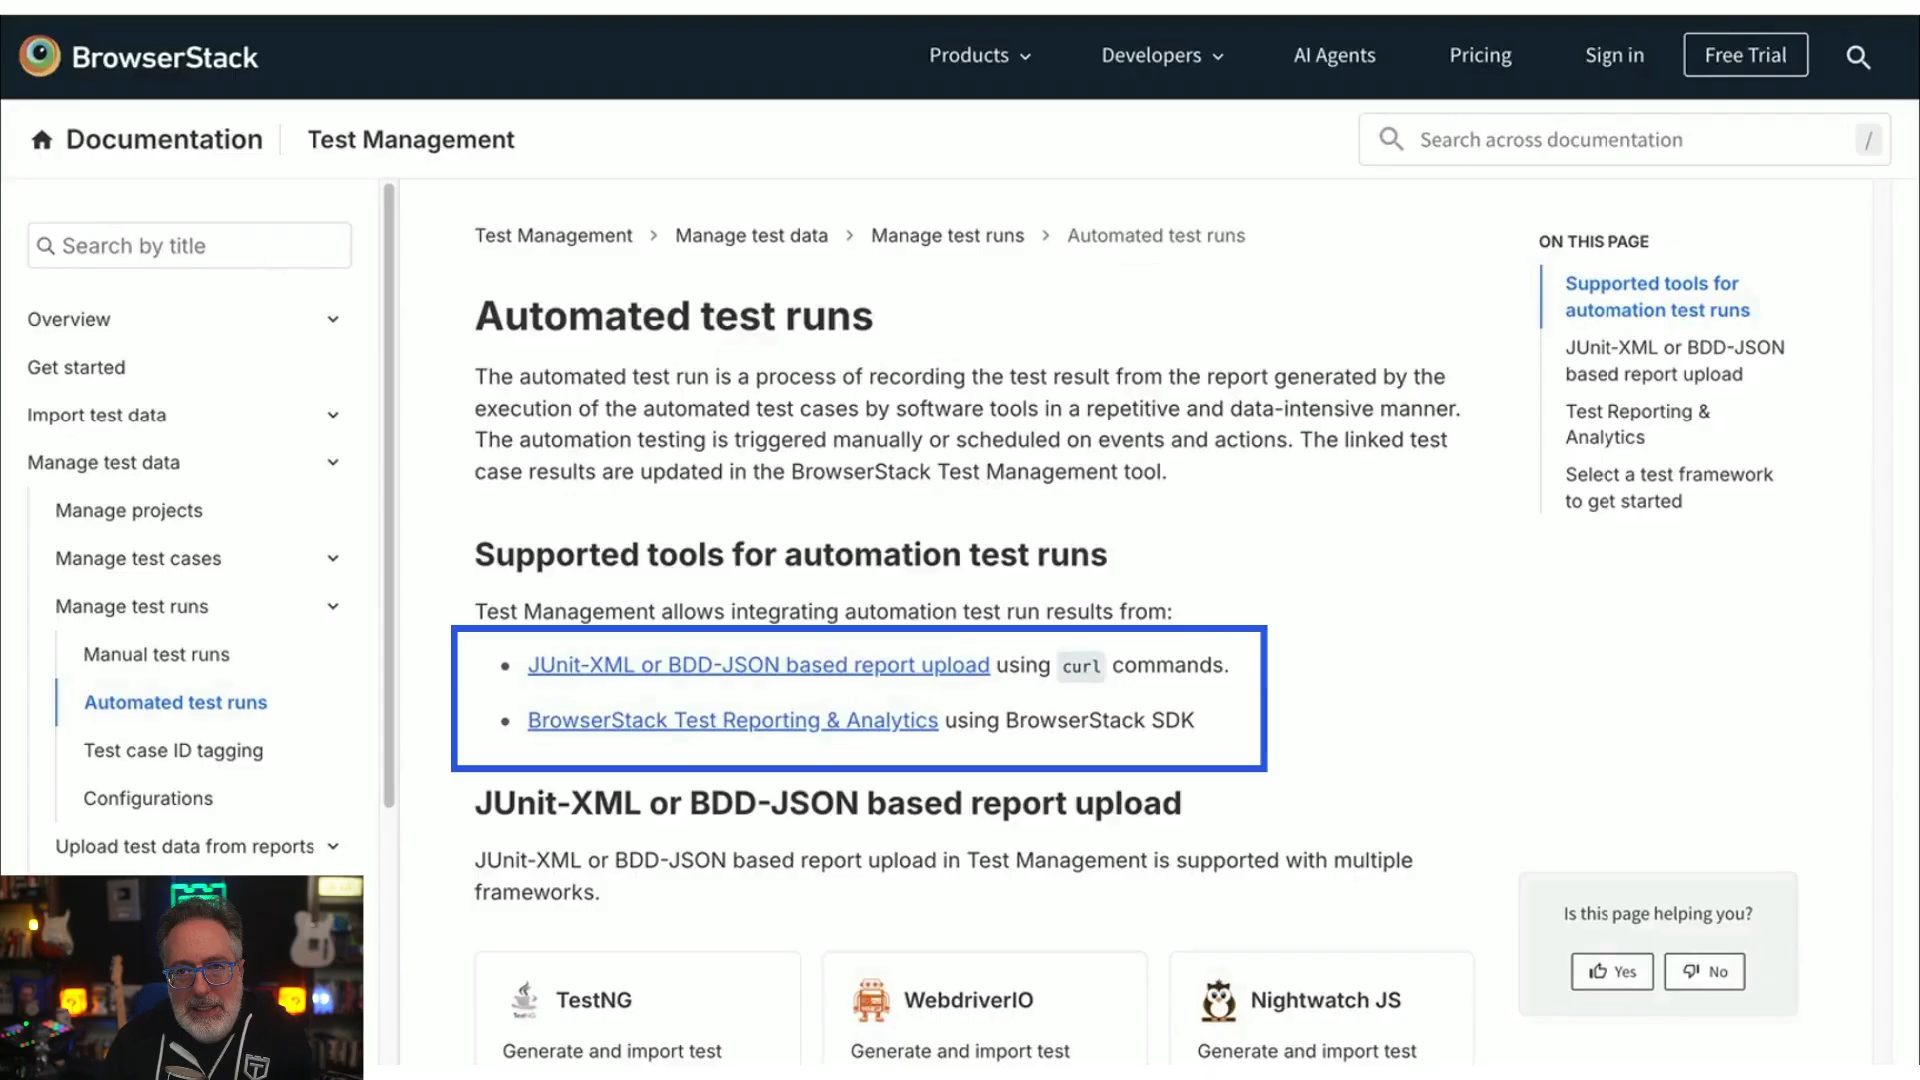 BrowserStack
Products
Developers
AI Agents
Pricing
Sign in
Free Trial
Documentation
Test Management
Search across documentation
/
Search by title
Overview
Get started
Import test data
Manage test data
Manage projects
Manage test cases
Manage test runs
Manual test runs
Automated test runs
Test case ID tagging
Configurations
Upload test data from reports
Test Management > Manage test data > Manage test runs > Automated test runs
Automated test runs
The automated test run is a process of recording the test result from the report generated by the
execution of the automated test cases by software tools in a repetitive and data-intensive manner.
The automation testing is triggered manually or scheduled on events and actions. The linked test
case results are updated in the BrowserStack Test Management tool.
Supported tools for automation test runs
Test Management allows integrating automation test run results from:
• JUnit-XML or BDD-JSON based report upload using curl commands.
• BrowserStack Test Reporting & Analytics using BrowserStack SDK
JUnit-XML or BDD-JSON based report upload
JUnit-XML or BDD-JSON based report upload in Test Management is supported with multiple
frameworks.
TestNG
Generate and import test
WebdriverIO
Generate and import test
Nightwatch JS
Generate and import test
ON THIS PAGE
Supported tools for
automation test runs
JUnit-XML or BDD-JSON
based report upload
Test Reporting &
Analytics
Select a test framework
to get started
Is this page helping you?
Yes
No